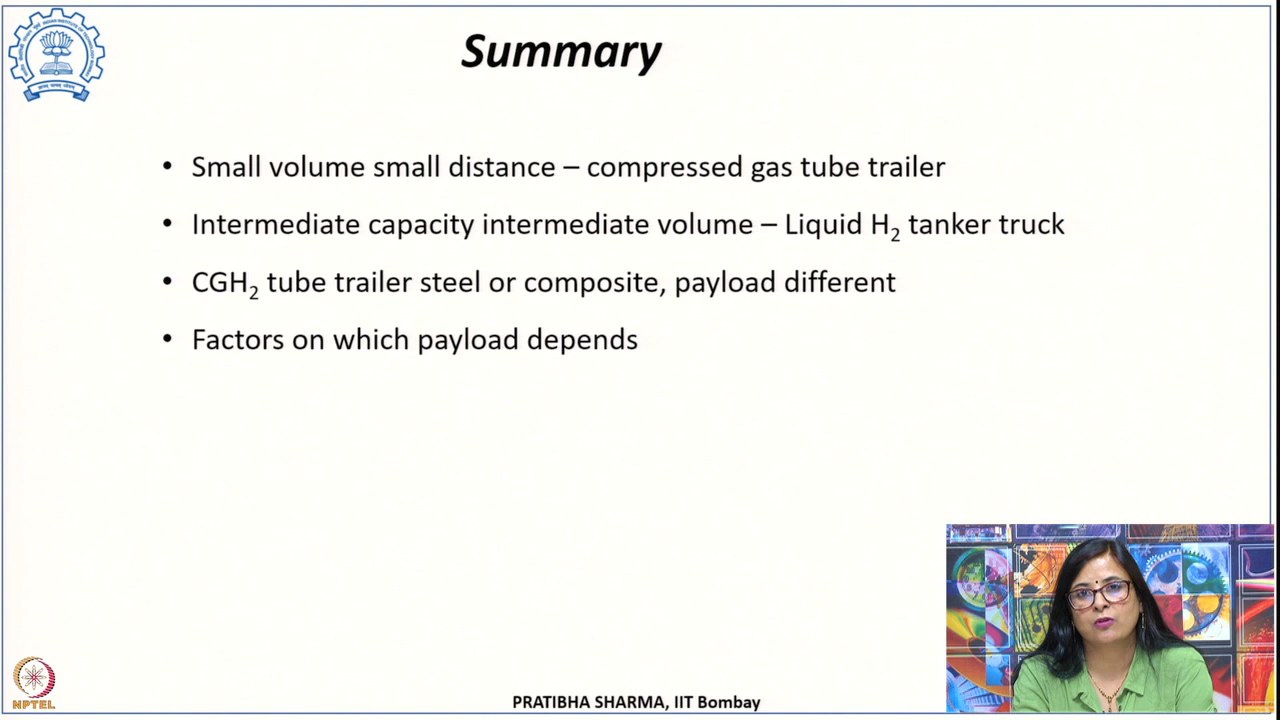 Summary
• Small volume small distance – compressed gas tube trailer
• Intermediate capacity intermediate volume – Liquid H₂ tanker truck
• CGH₂ tube trailer steel or composite, payload different
• Factors on which payload depends
NPTEL
PRATIBHA SHARMA, IIT Bombay